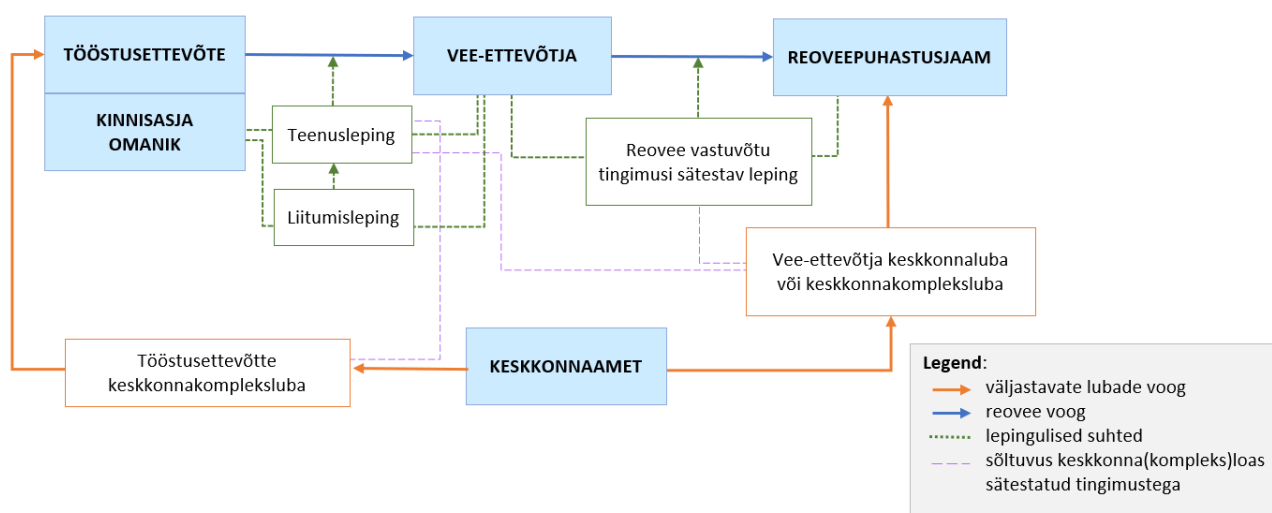 TÖÖSTUSETTEVÕTE
VEE-ETTEVÕTJA
REOVEEPUHASTUSJAAM
KINNISASJA
OMANIK
Teenusleping
Reovee vastuvõtu
tingimusi sätestav leping
Liitumisleping
Vee-ettevõtja keskkonnaluba
või keskkonnakompleksluba
Tööstusettevõtte
keskkonnakompleksluba
KESKKONNAAMET
Legend:
väljastavate lubade voog
reovee voog
lepingulised suhted
sõltuvus keskkonna(kompleks)loas
sätestatud tingimustega